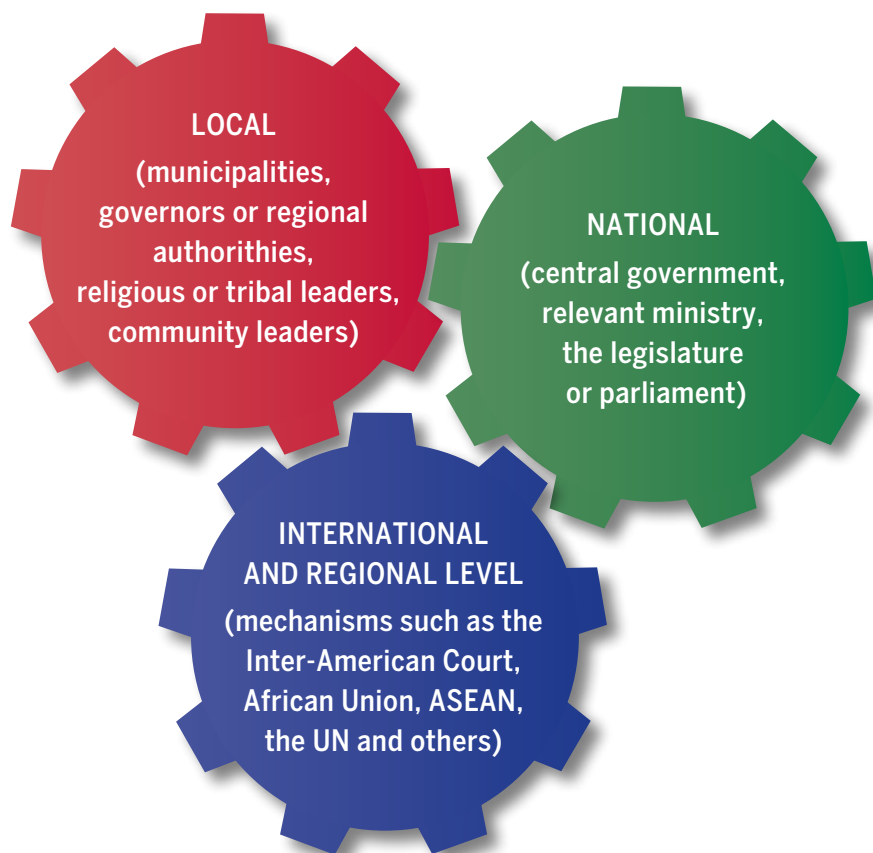 LOCAL
(municipalities,
governors or regional
authorithies,
religious or tribal leaders,
community leaders)
NATIONAL
(central government,
relevant ministry,
the legislature
or parliament)
INTERNATIONAL
AND REGIONAL LEVEL
(mechanisms such as the
Inter-American Court,
African Union, ASEAN,
the UN and others)